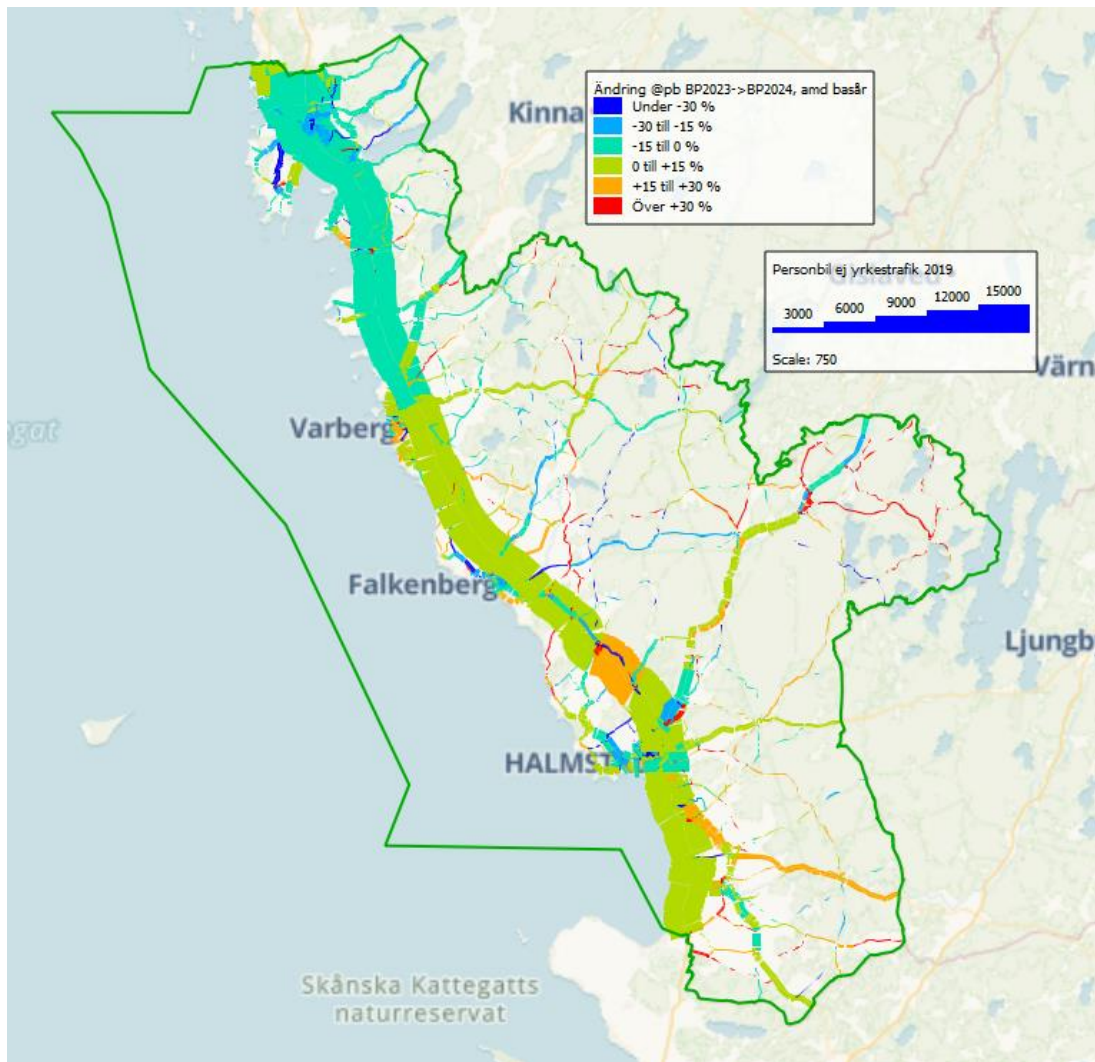 Ändring @pb BP2023->BP2024, amd basår
Under -30 %
-30 till -15 %
-15 till 0 %
0 till +15 %
+15 till +30 %
Över +30 %
Kinna
Personbil ej yrkestrafik 2019
3000 6000 9000 12000 15000
Scale: 750
Gislaved
Värn
gat
Varberg
Falkenberg
Ljungb
HALMST
Skånska Kattegatts
naturreservat